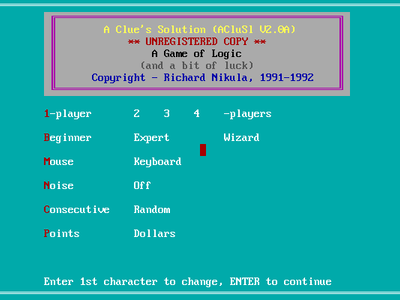 A Clue's Solution (ACluSl V2.0A)
** UNREGISTERED COPY **
A Game of Logic
(and a bit of luck)
Copyright - Richard Nikula, 1991-1992
1-player 2 3 4 -players
Beginner Expert Wizard
Mouse Keyboard
Noise Off
Consecutive Random
Points Dollars
Enter 1st character to change, ENTER to continue